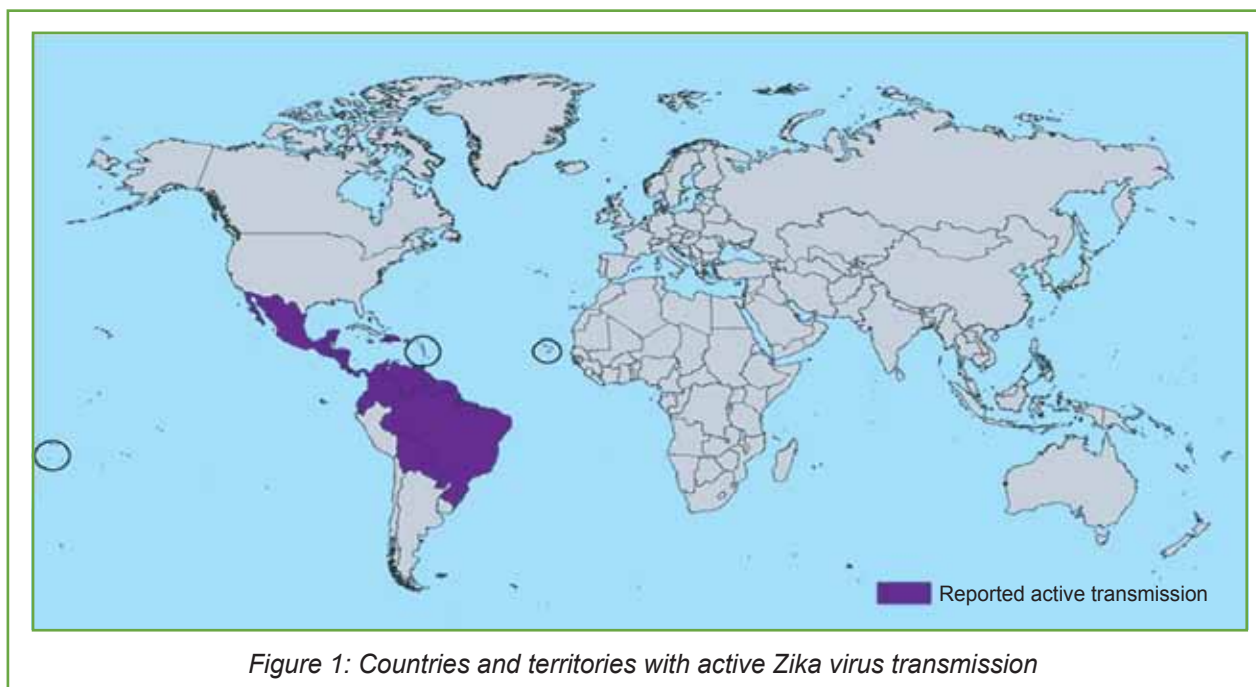 Reported active transmission
Figure 1: Countries and territories with active Zika virus transmission